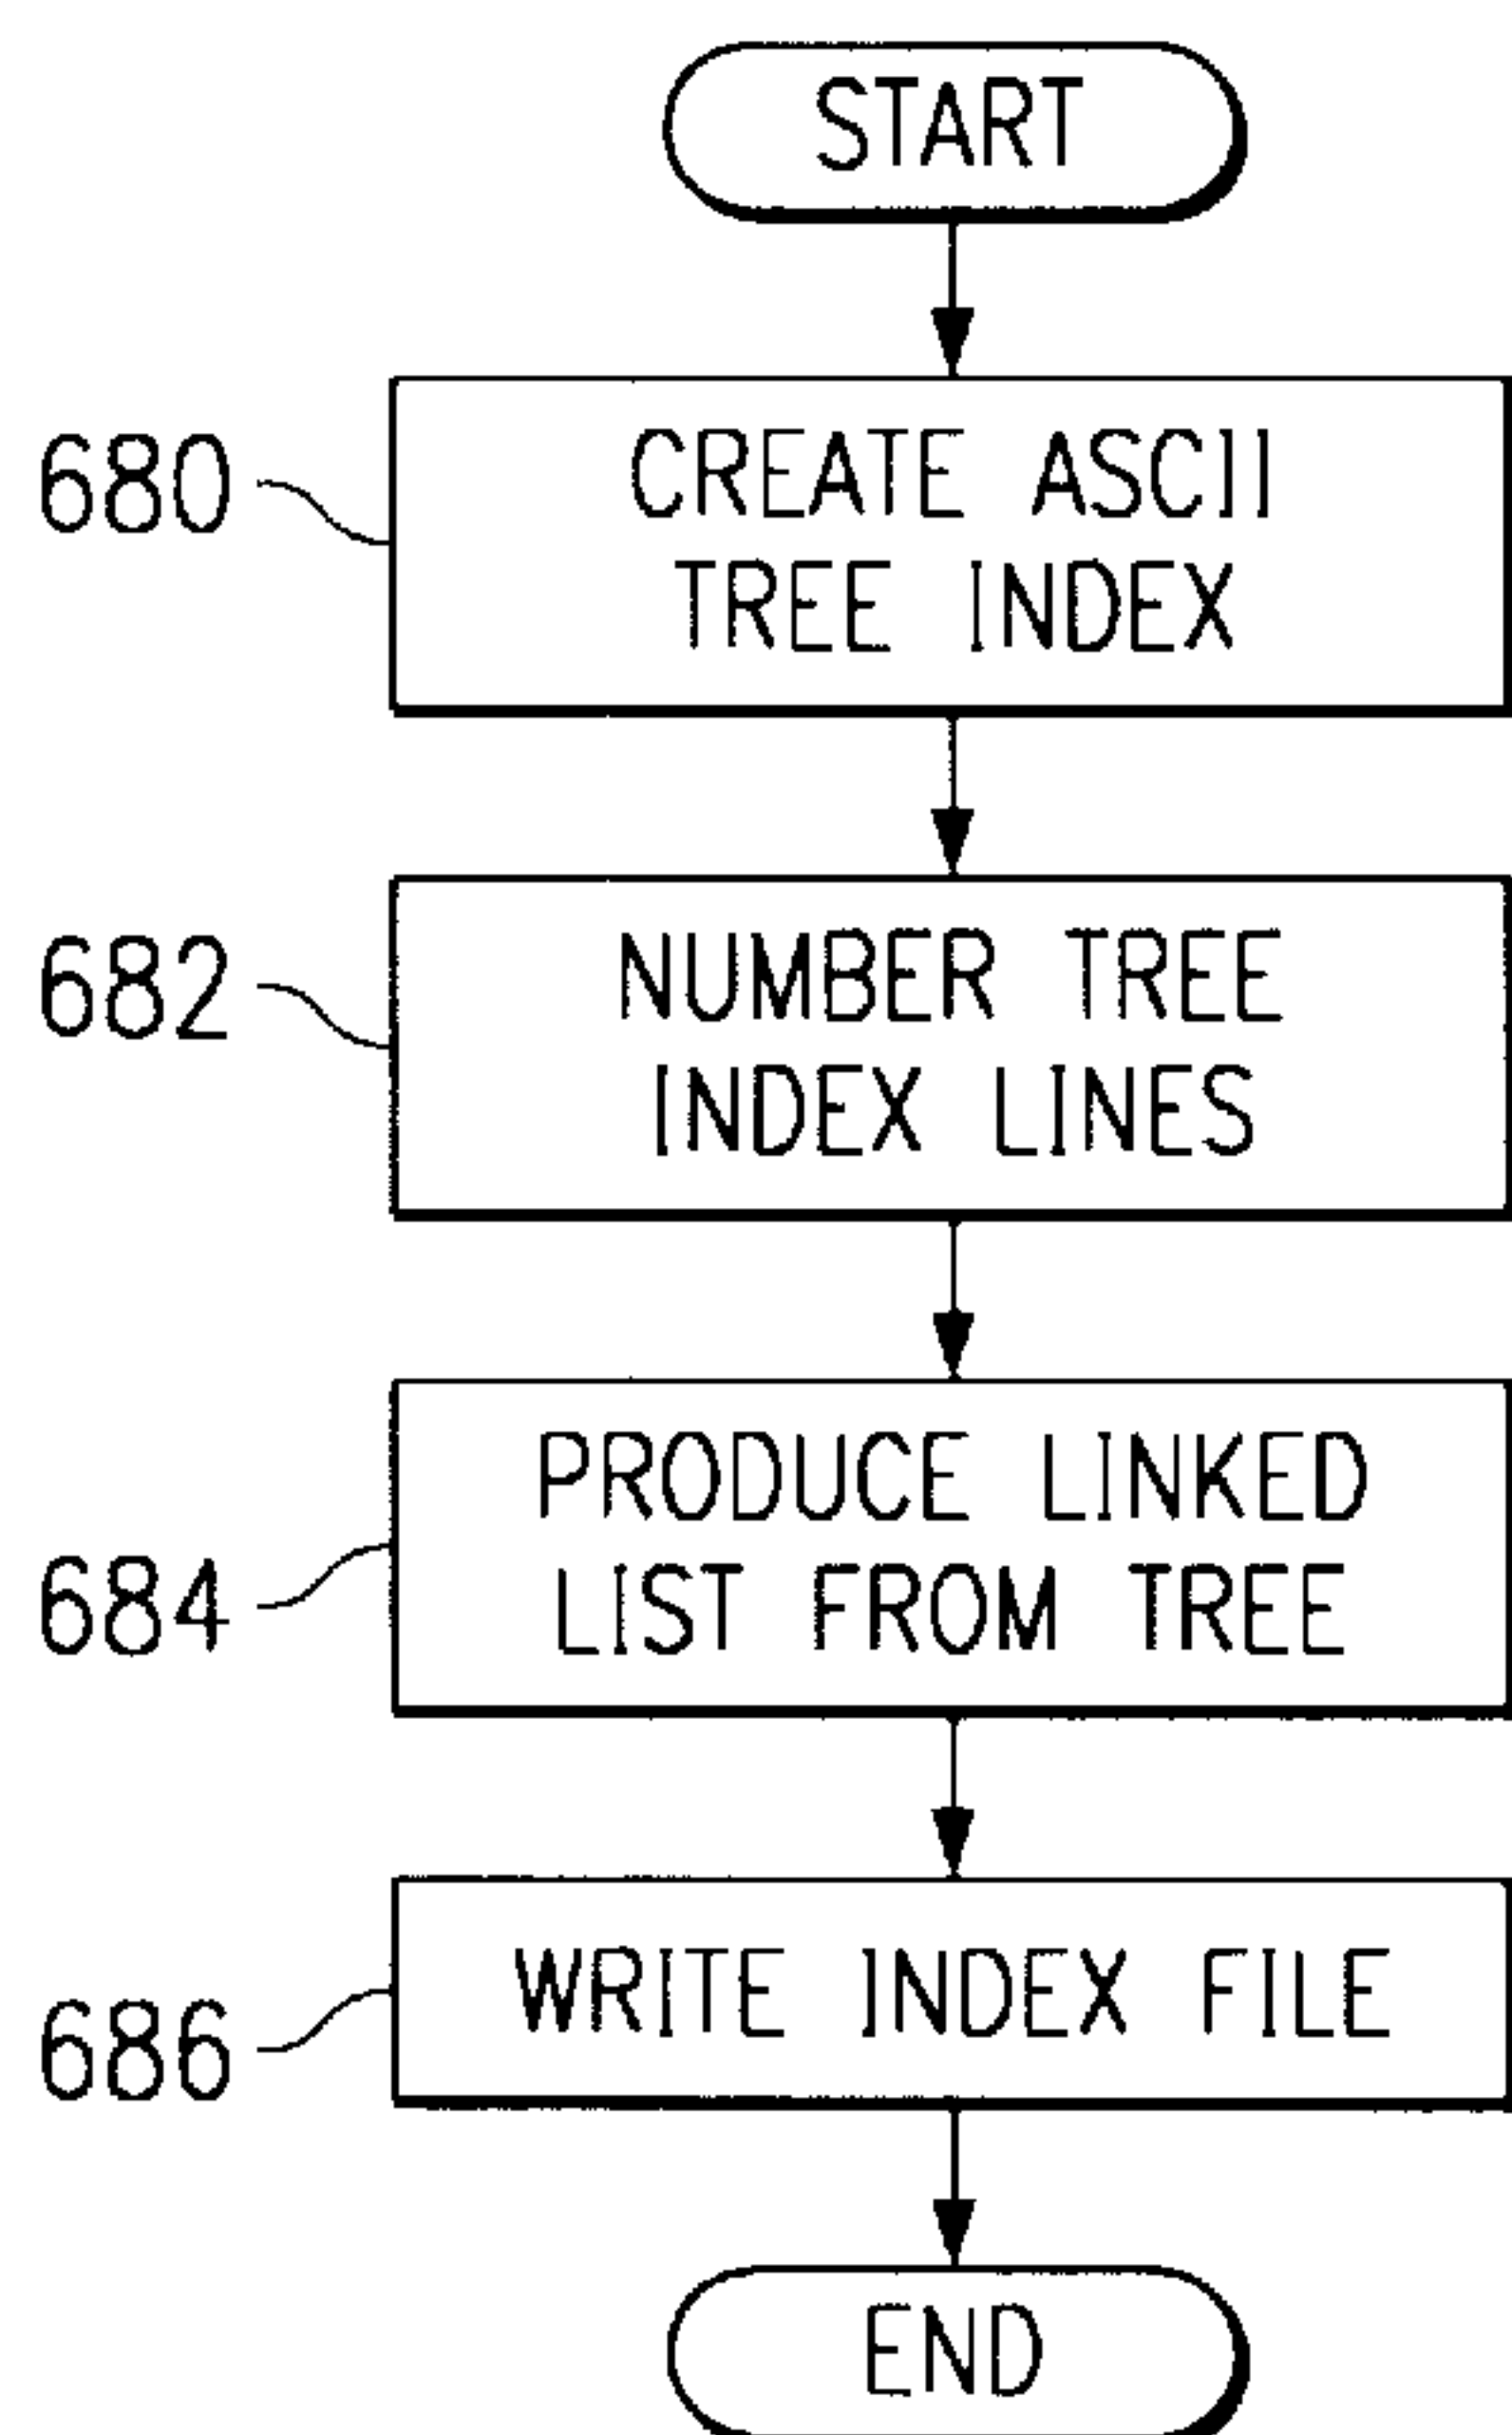 START
680
CREATE ASCII
TREE INDEX
682
NUMBER TREE
INDEX LINES
PRODUCE LINKED
684
LIST FROM TREE
WRITE INDEX FILE
686
END